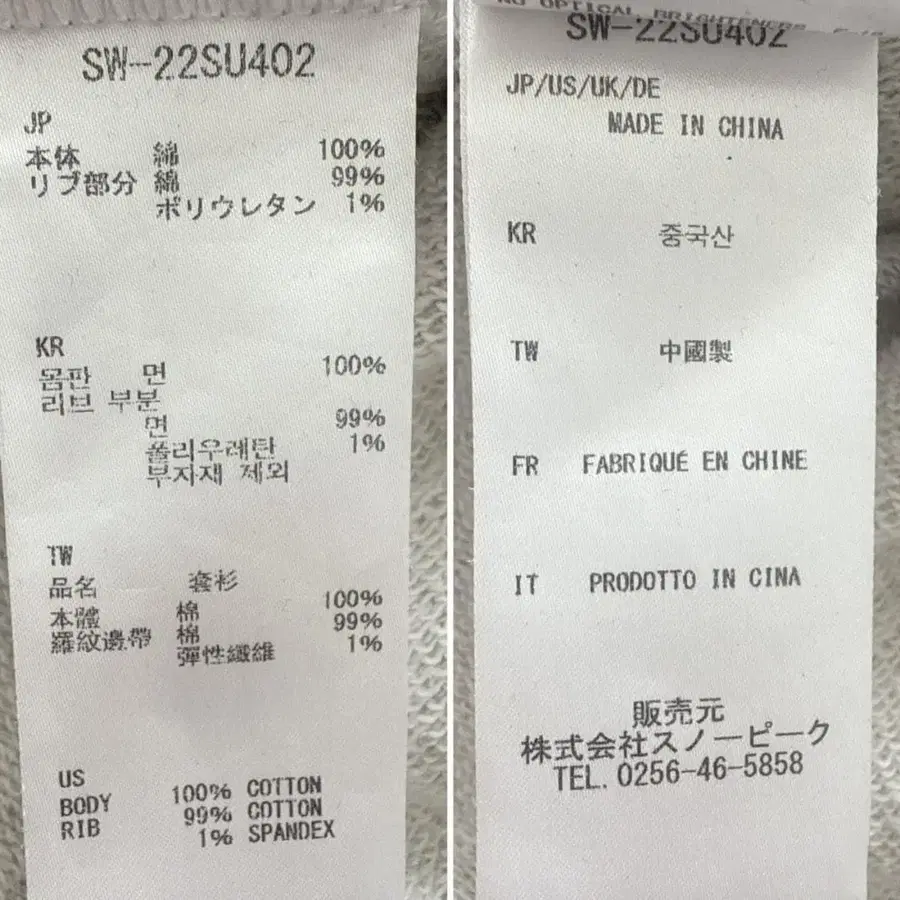 SW-22SU402
JP
本体 綿 100%
リブ部分 綿 99%
ポリウレタン 1%
KR
몸판 면 100%
리브 부분
면 99%
폴리우레탄 1%
부자재 제외
TW
品名 套衫
本體 棉 100%
羅紋邊帶 棉 99%
彈性纖維 1%
US
BODY 100% COTTON
RIB 99% COTTON
1% SPANDEX
NO OPTICAL BRIGHTENERS
SW-22SU402
JP/US/UK/DE
MADE IN CHINA
KR 중국산
TW 中國製
FR FABRIQUÉ EN CHINE
IT PRODOTTO IN CINA
販売元
株式会社スノーピーク
TEL. 0256-46-5858